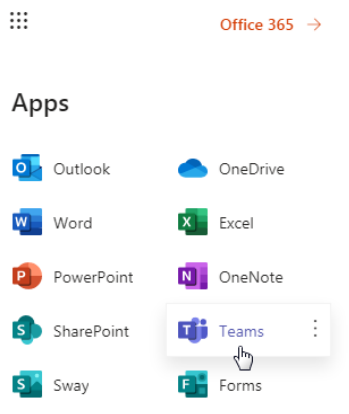 Office 365 →
Apps
Outlook OneDrive
Word Excel
PowerPoint OneNote
SharePoint Teams
Sway Forms